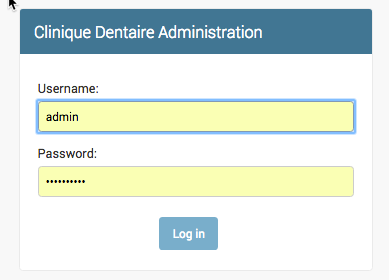 Clinique Dentaire Administration
Username:
admin
Password:
••••••••••
Log in